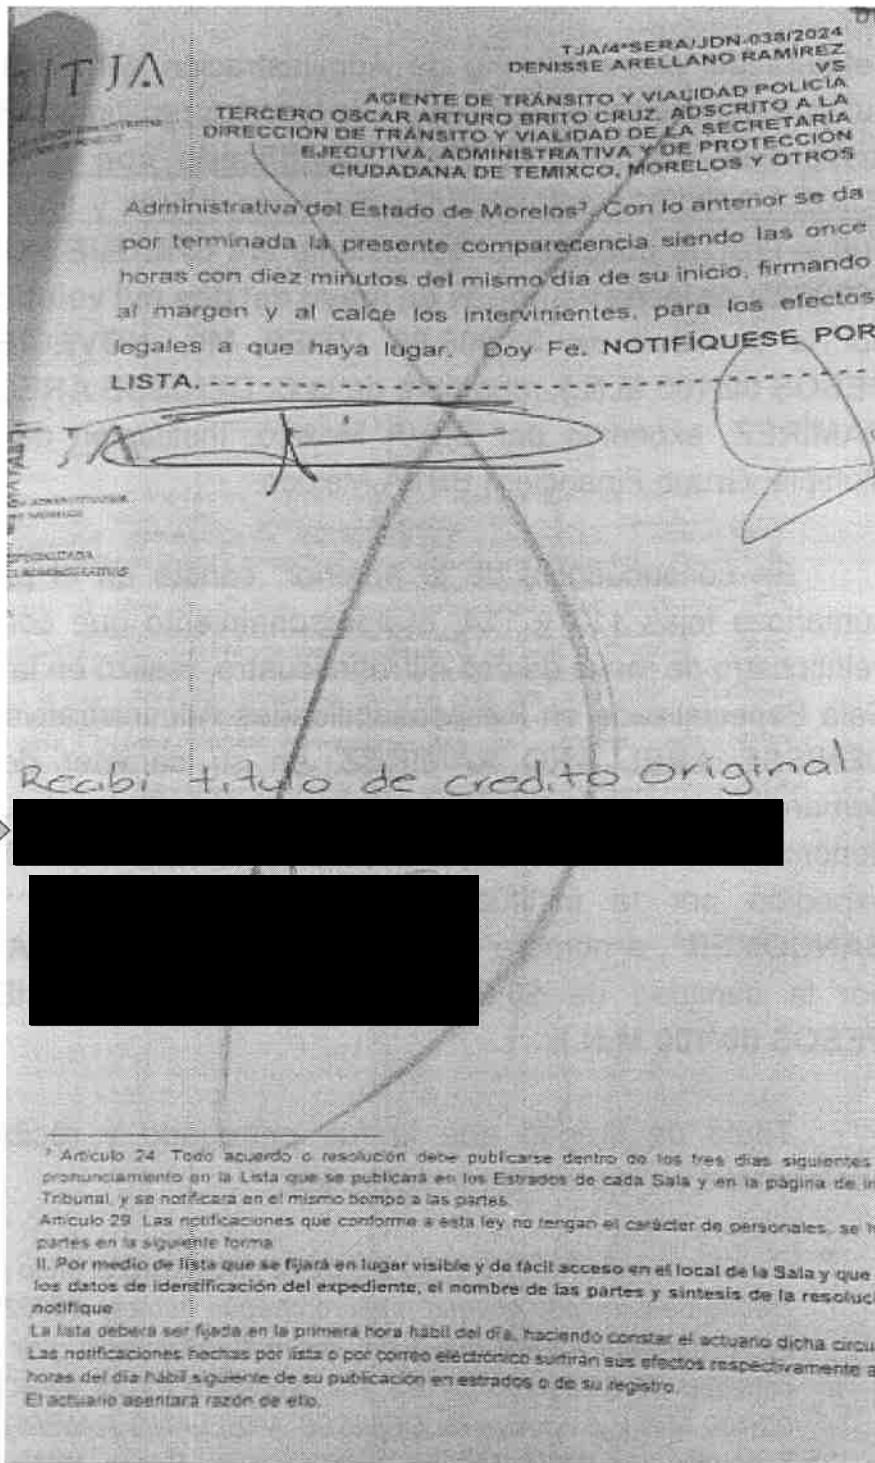 TJA
TJA/4ªSERA/JDN-038/2024
DENISSE ARELLANO RAMÍREZ
VS
AGENTE DE TRÁNSITO Y VIALIDAD POLICÍA
TERCERO OSCAR ARTURO BRITO CRUZ, ADSCRITO A LA
DIRECCIÓN DE TRÁNSITO Y VIALIDAD DE LA SECRETARÍA
EJECUTIVA, ADMINISTRATIVA Y DE PROTECCIÓN
CIUDADANA DE TEMIXCO, MORELOS Y OTROS
Administrativa del Estado de Morelos⁷. Con lo anterior se da
por terminada la presente comparecencia siendo las once
horas con diez minutos del mismo día de su inicio, firmando
al margen y al calce los intervinientes, para los efectos
legales a que haya lugar. Doy Fe. NOTIFÍQUESE POR
LISTA.- - - - - - - - - - - - - - - - - - - - - - - - - - - - - - - - -
TJA
Recibi titulo de credito original
⁷ Artículo 24. Todo acuerdo o resolución debe publicarse dentro de los tres días siguientes
pronunciamiento en la Lista que se publicará en los Estrados de cada Sala y en la página de
Tribunal, y se notificará en el mismo tiempo a las partes.
Artículo 29. Las notificaciones que conforme a esta ley no tengan el carácter de personales, se
partes en la siguiente forma
II. Por medio de lista que se fijará en lugar visible y de fácil acceso en el local de la Sala y que
los datos de identificación del expediente, el nombre de las partes y síntesis de la
notifique
La lista deberá ser fijada en la primera hora hábil del día, haciendo constar el actuario dicha
Las notificaciones hechas por lista o por correo electrónico surtirán sus efectos respectivamente a
horas del día hábil siguiente de su publicación en estrados o de su registro.
El actuario asentará razón de ello.